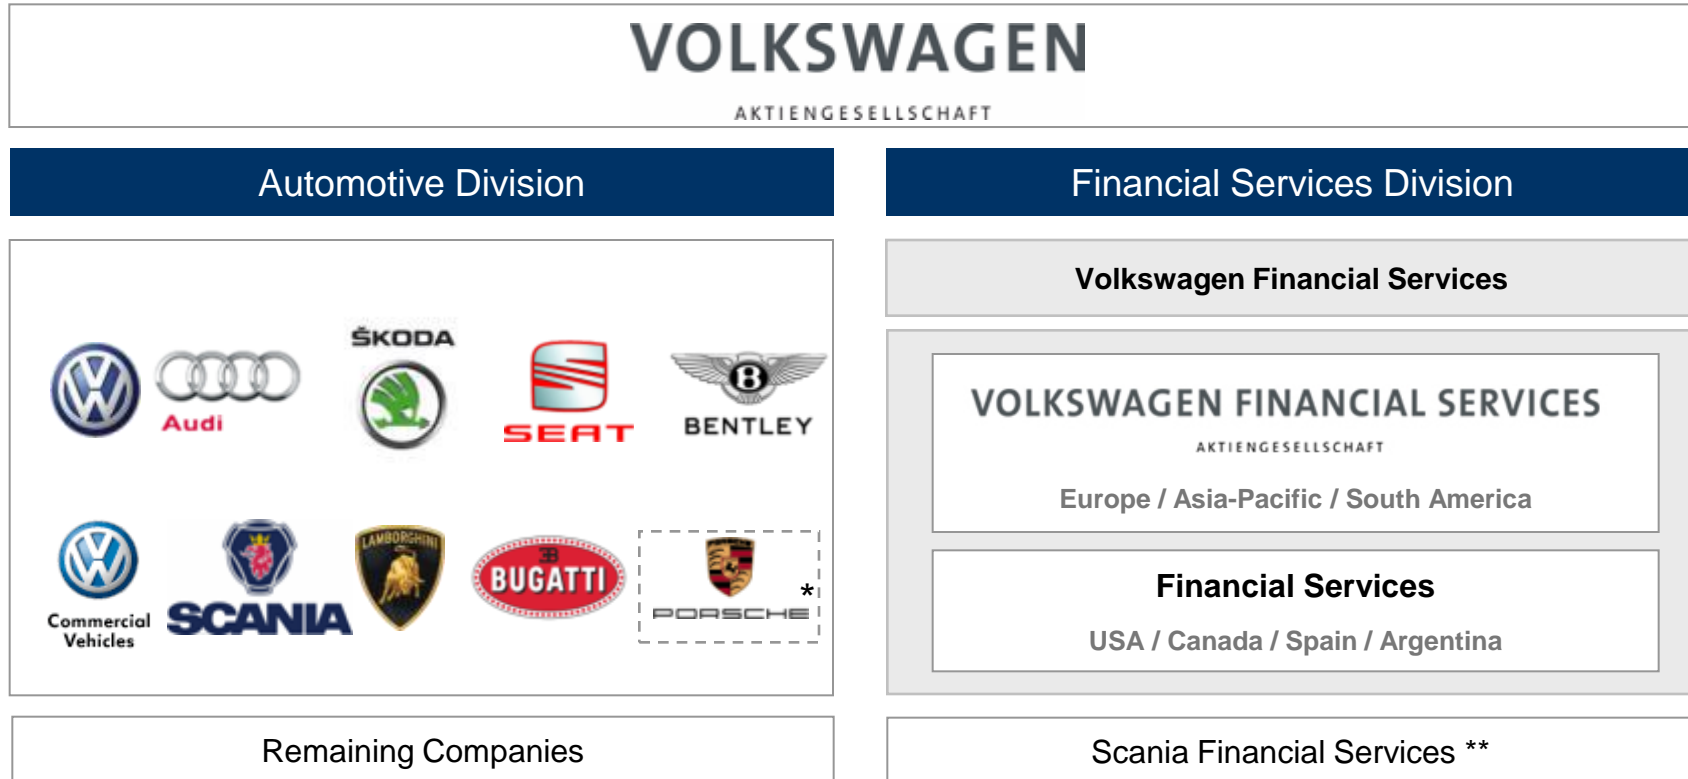 VOLKSWAGEN
AKTIENGESELLSCHAFT
Automotive Division
Audi
ŠKODA
SEAT
BENTLEY
Commercial
Vehicles
SCANIA
LAMBORGHINI
BUGATTI
PORSCHE *
Remaining Companies
Financial Services Division
Volkswagen Financial Services
VOLKSWAGEN FINANCIAL SERVICES
AKTIENGESELLSCHAFT
Europe / Asia-Pacific / South America
Financial Services
USA / Canada / Spain / Argentina
Scania Financial Services **